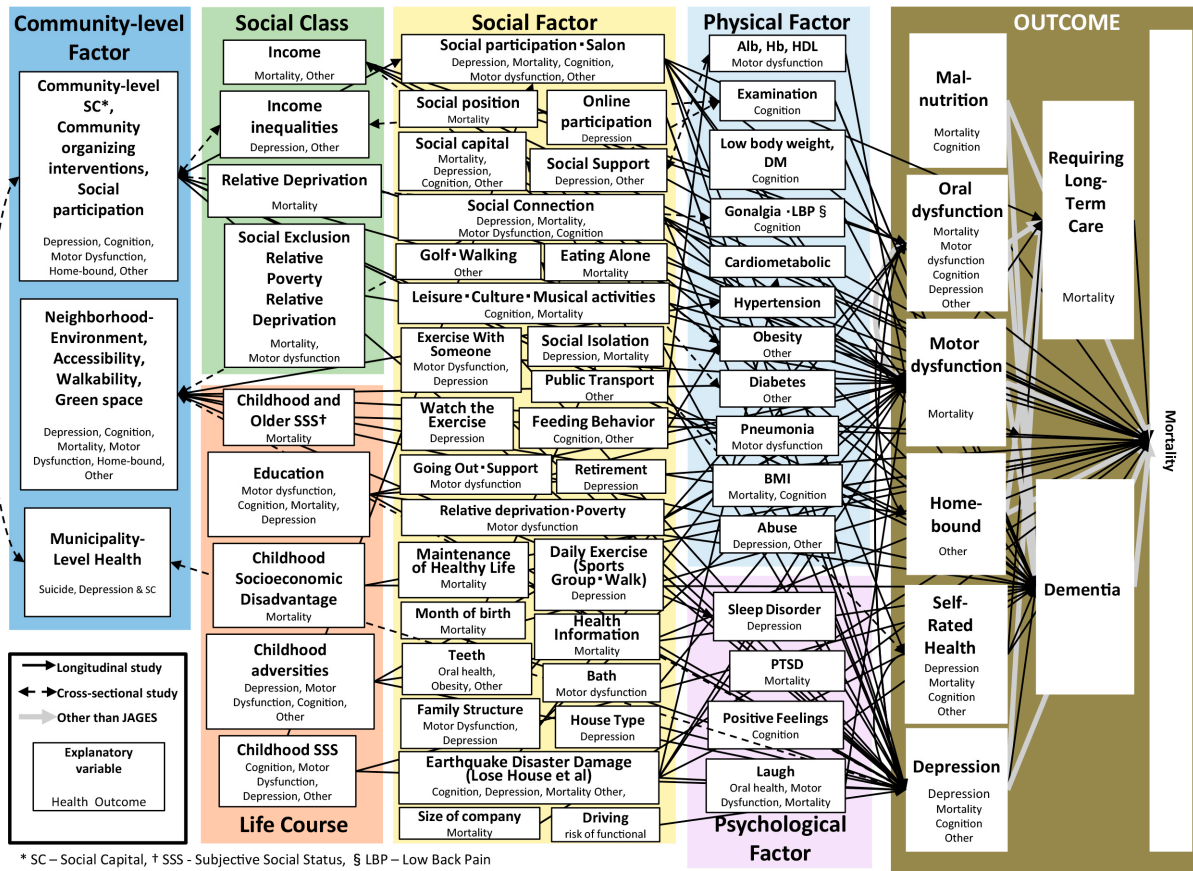 Community-level
Factor
Community-level
SC*,
Community
organizing
interventions,
Social
participation
Depression, Cognition,
Motor Dysfunction,
Home-bound, Other
Neighborhood-
Environment,
Accessibility,
Walkability,
Green space
Depression, Cognition,
Mortality, Motor
Dysfunction, Home-bound,
Other
Municipality-
Level Health
Suicide, Depression & SC
Longitudinal study
Cross-sectional study
Other than JAGES
Explanatory
variable
Health Outcome
Social Class
Income
Mortality, Other
Income
inequalities
Depression, Other
Relative Deprivation
Mortality
Social Exclusion
Relative
Poverty
Relative
Deprivation
Mortality,
Motor dysfunction
Childhood and
Older SSS†
Mortality
Education
Motor dysfunction,
Cognition, Mortality,
Depression
Childhood
Socioeconomic
Disadvantage
Mortality
Childhood
adversities
Depression, Motor
Dysfunction, Cognition,
Other
Childhood SSS
Cognition, Motor
Dysfunction,
Depression, Other
Life Course
Social Factor
Social participation・Salon
Depression, Mortality, Cognition,
Motor dysfunction, Other
Social position
Mortality
Online
participation
Depression
Social capital
Mortality,
Depression,
Cognition, Other
Social Support
Depression, Other
Social Connection
Depression, Mortality,
Motor Dysfunction, Cognition
Golf・Walking
Other
Eating Alone
Mortality
Leisure・Culture・Musical activities
Cognition, Mortality
Exercise With
Someone
Motor Dysfunction,
Depression
Social Isolation
Depression, Mortality
Public Transport
Other
Watch the
Exercise
Depression
Feeding Behavior
Cognition, Other
Going Out・Support
Motor dysfunction
Retirement
Depression
Relative deprivation・Poverty
Motor dysfunction
Maintenance
of Healthy Life
Mortality
Daily Exercise
(Sports
Group・Walk)
Depression
Month of birth
Mortality
Health
Information
Mortality
Teeth
Oral health,
Obesity, Other
Bath
Motor dysfunction
Family Structure
Motor Dysfunction,
Depression
House Type
Depression
Earthquake Disaster Damage
(Lose House et al)
Cognition, Depression, Mortality Other,
Size of company
Mortality
Driving
risk of functional
Physical Factor
Alb, Hb, HDL
Motor dysfunction
Examination
Cognition
Low body weight,
DM
Cognition
Gonalgia・LBP §
Cognition
Cardiometabolic
Hypertension
Obesity
Other
Diabetes
Other
Pneumonia
Motor dysfunction
BMI
Mortality, Cognition
Abuse
Depression, Other
Sleep Disorder
Depression
PTSD
Mortality
Positive Feelings
Cognition
Laugh
Oral health, Motor
Dysfunction, Mortality
Psychological
Factor
OUTCOME
Mal-
nutrition
Mortality
Cognition
Oral
dysfunction
Mortality
Motor
dysfunction
Cognition
Depression
Other
Motor
dysfunction
Mortality
Home-
bound
Other
Self-
Rated
Health
Depression
Mortality
Cognition
Other
Depression
Depression
Mortality
Cognition
Other
Requiring
Long-
Term
Care
Mortality
Dementia
Mortality
* SC – Social Capital, † SSS - Subjective Social Status, § LBP – Low Back Pain